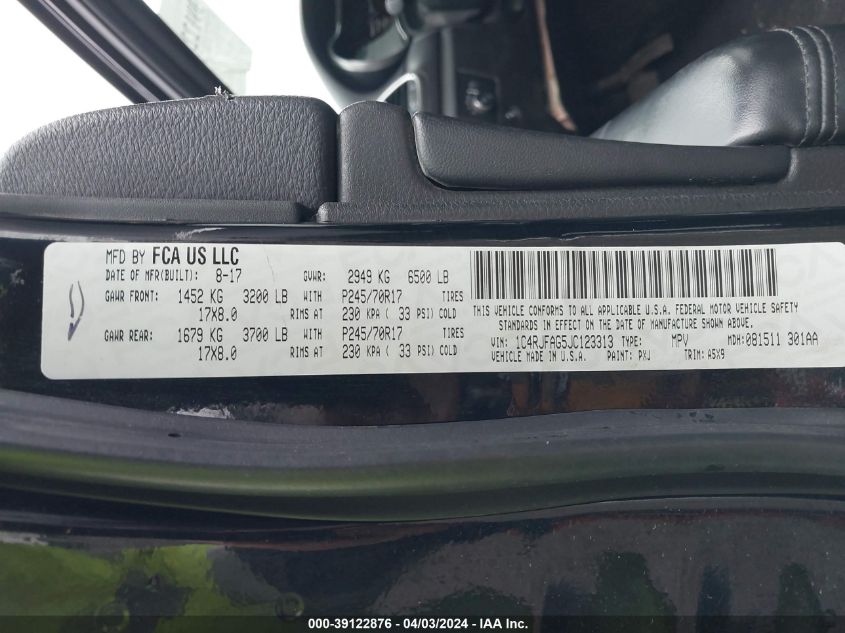 MFD BY FCA US LLC
DATE OF MFR(BUILT): 8-17 GVWR: 2949 KG 6500 LB
GAWR FRONT: 1452 KG 3200 LB WITH P245/70R17 TIRES
17X8.0 RIMS AT 230 KPA ( 33 PSI) COLD
GAWR REAR: 1679 KG 3700 LB WITH P245/70R17 TIRES
17X8.0 RIMS AT 230 KPA ( 33 PSI) COLD
THIS VEHICLE CONFORMS TO ALL APPLICABLE U.S.A. FEDERAL MOTOR VEHICLE SAFETY
STANDARDS IN EFFECT ON THE DATE OF MANUFACTURE SHOWN ABOVE.
VIN: 1C4RJFAG5JC123313 TYPE: MPV MDH: 081511 301AA
VEHICLE MADE IN U.S.A. PAINT: PXJ TRIM: A5X9
000-39122876 - 04/03/2024 - IAA Inc.